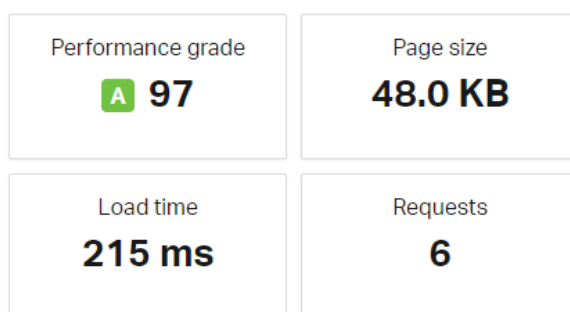 Performance grade
A 97
Page size
48.0 KB
Load time
215 ms
Requests
6